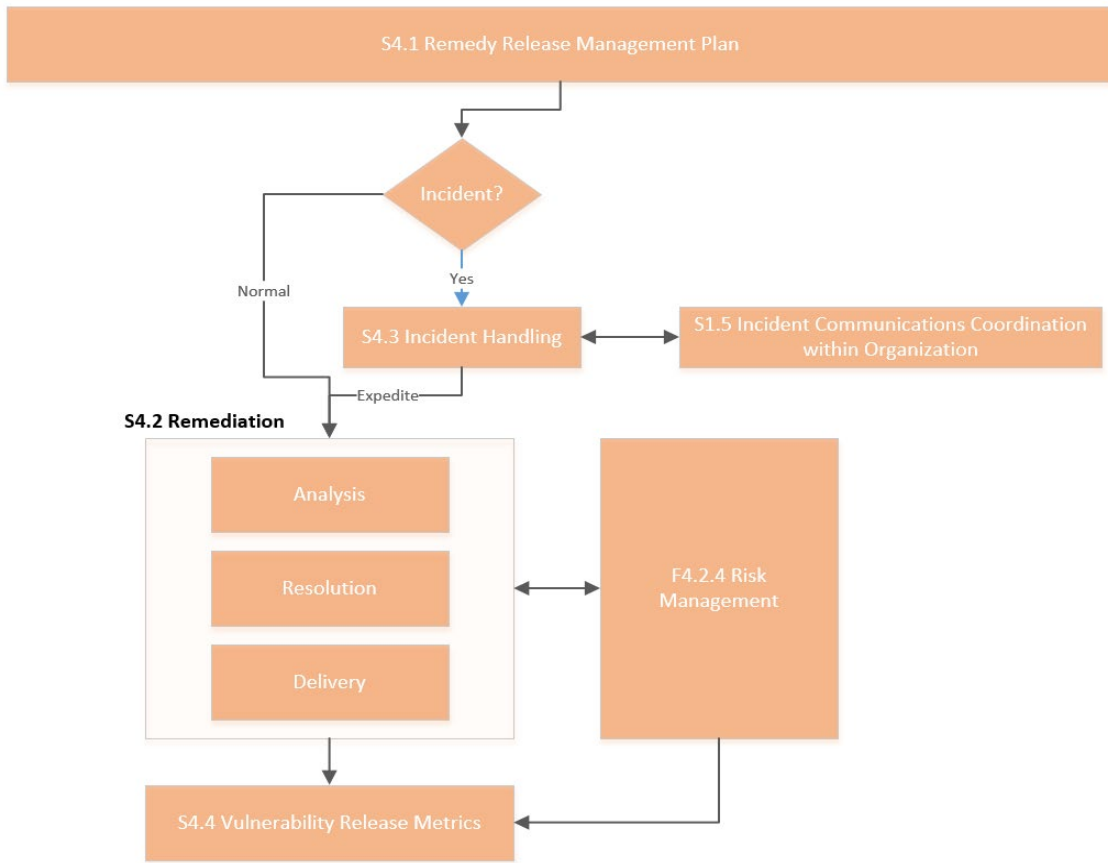 S4.1 Remedy Release Management Plan
Incident?
Yes
Normal
S4.3 Incident Handling
S1.5 Incident Communications Coordination
within Organization
Expedite
S4.2 Remediation
Analysis
Resolution
Delivery
F4.2.4 Risk
Management
S4.4 Vulnerability Release Metrics